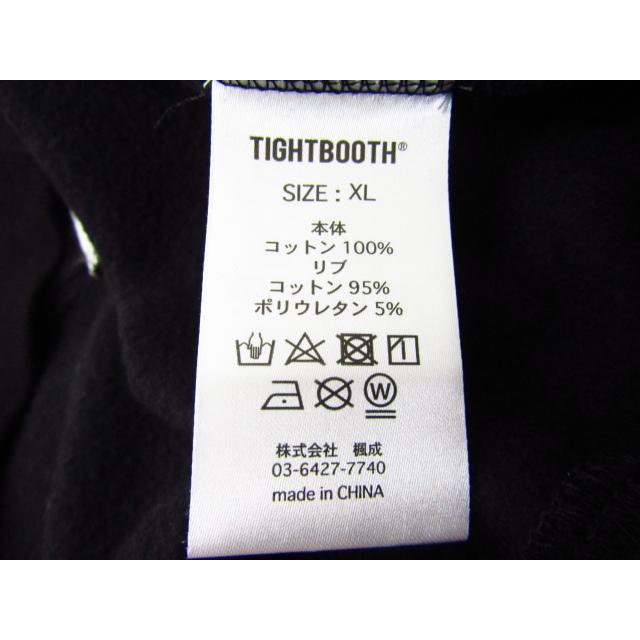 TIGHTBOOTH®
SIZE : XL
本体
コットン 100%
リブ
コットン 95%
ポリウレタン 5%
W
株式会社 楓成
03-6427-7740
made in CHINA